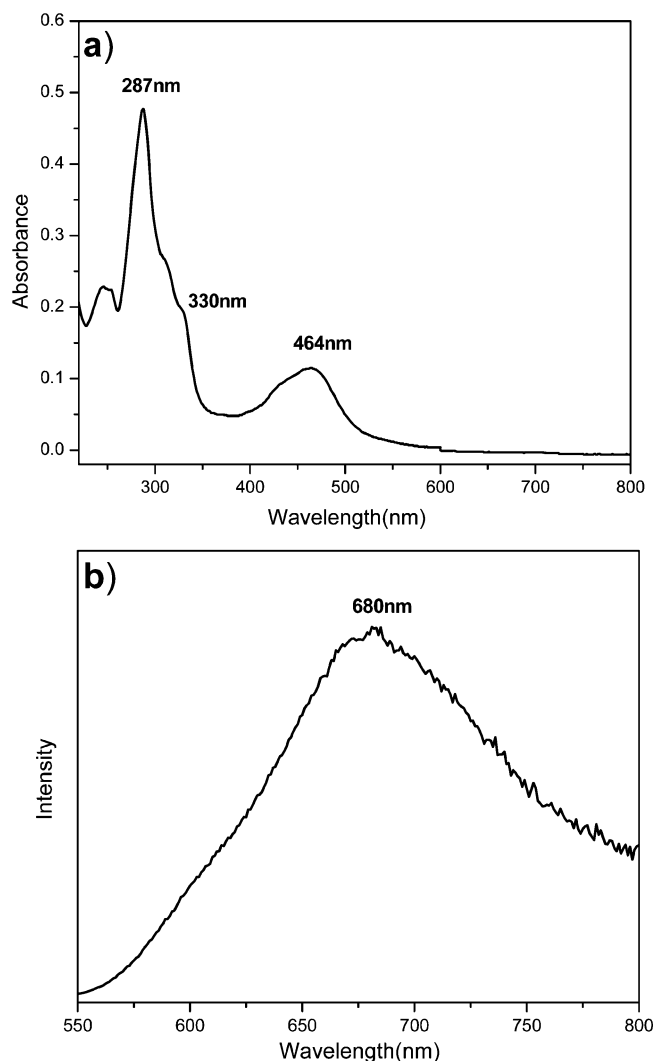 a)
287nm
330nm
464nm
0.6
0.5
0.4
0.3
0.2
0.1
0.0
Absorbance
300 400 500 600 700 800
Wavelength(nm)
b)
680nm
Intensity
550 600 650 700 750 800
Wavelength(nm)